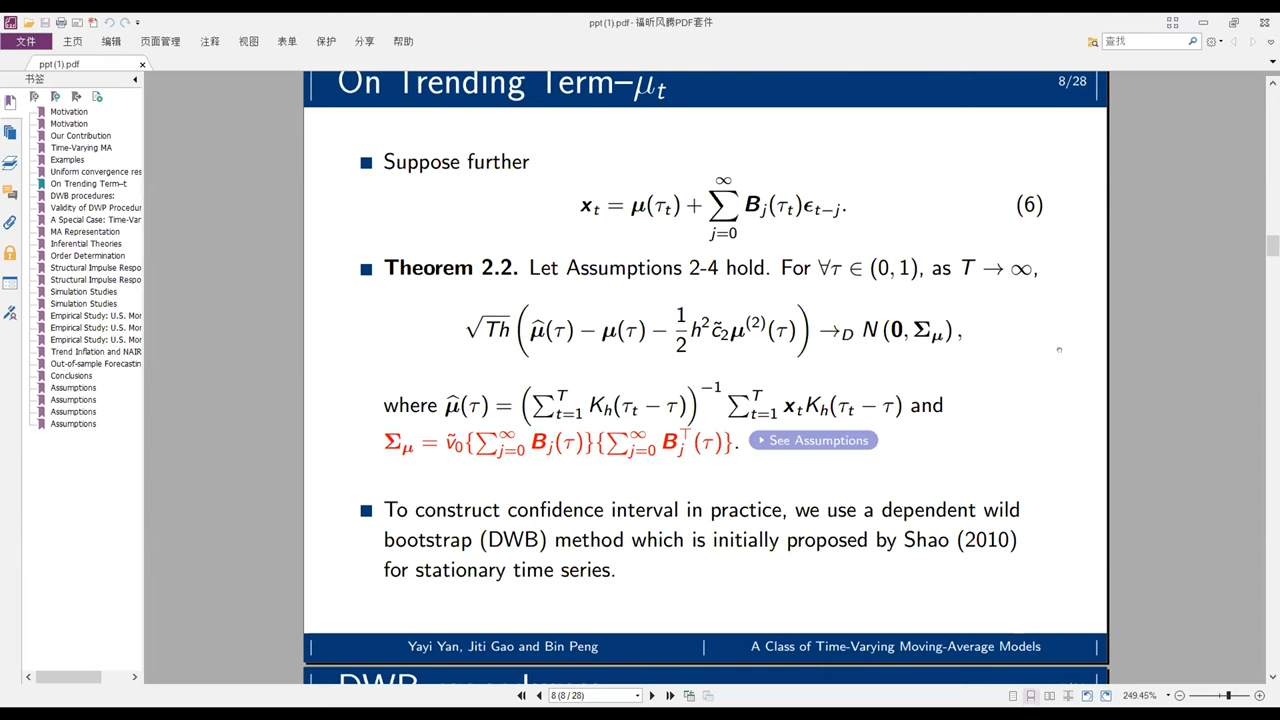 ppt (1).pdf - 福昕风腾PDF套件
文件 主页 编辑 页面管理 注释 视图 表单 保护 共享 帮助
查找
ppt (1).pdf
书签
Motivation
Motivation
Our Contribution
Time-Varying MA
Examples
Uniform convergence res
On Trending Term–t
DWB procedures:
Validity of DWP Procedur
A Special Case: Time-Var
MA Representation
Inferential Theories
Order Determination
Structural Impulse Respo
Structural Impulse Respo
Simulation Studies
Simulation Studies
Empirical Study: U.S. Mor
Empirical Study: U.S. Mor
Empirical Study: U.S. Mor
Trend Inflation and NAIR
Out-of-sample Forecastin
Conclusions
Assumptions
Assumptions
Assumptions
Assumptions
On Trending Term–μ_t 8/28
Suppose further
x_t = μ(τ_t) + ∑_{j=0}^{∞} B_j(τ_t)ϵ_{t−j}. (6)
Theorem 2.2. Let Assumptions 2-4 hold. For ∀τ ∈ (0, 1), as T → ∞,
√Th ( μ̂(τ) − μ(τ) − 1/2 h² c̃₂ μ^{(2)}(τ) ) →_D N (0, Σ_μ) ,
where μ̂(τ) = (∑_{t=1}^{T} K_h(τ_t − τ))^{−1} ∑_{t=1}^{T} x_t K_h(τ_t − τ) and
Σ_μ = ṽ₀{∑_{j=0}^{∞} B_j(τ)}{∑_{j=0}^{∞} B_j^⊤(τ)}. See Assumptions
To construct confidence interval in practice, we use a dependent wild
bootstrap (DWB) method which is initially proposed by Shao (2010)
for stationary time series.
Yayi Yan, Jiti Gao and Bin Peng A Class of Time-Varying Moving-Average Models
8 (8 / 28)
249.45%